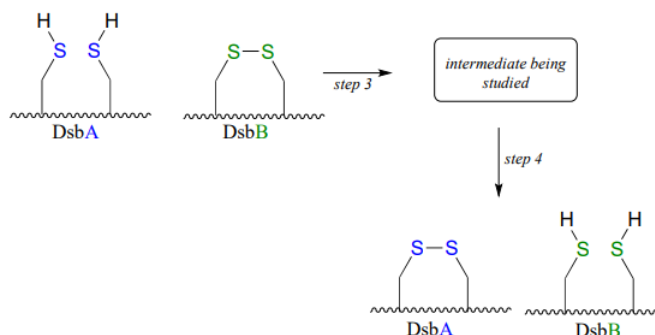 H H
S S
S–S
DsbA
DsbB
step 3
intermediate being
studied
step 4
S–S
H H
S S
DsbA
DsbB